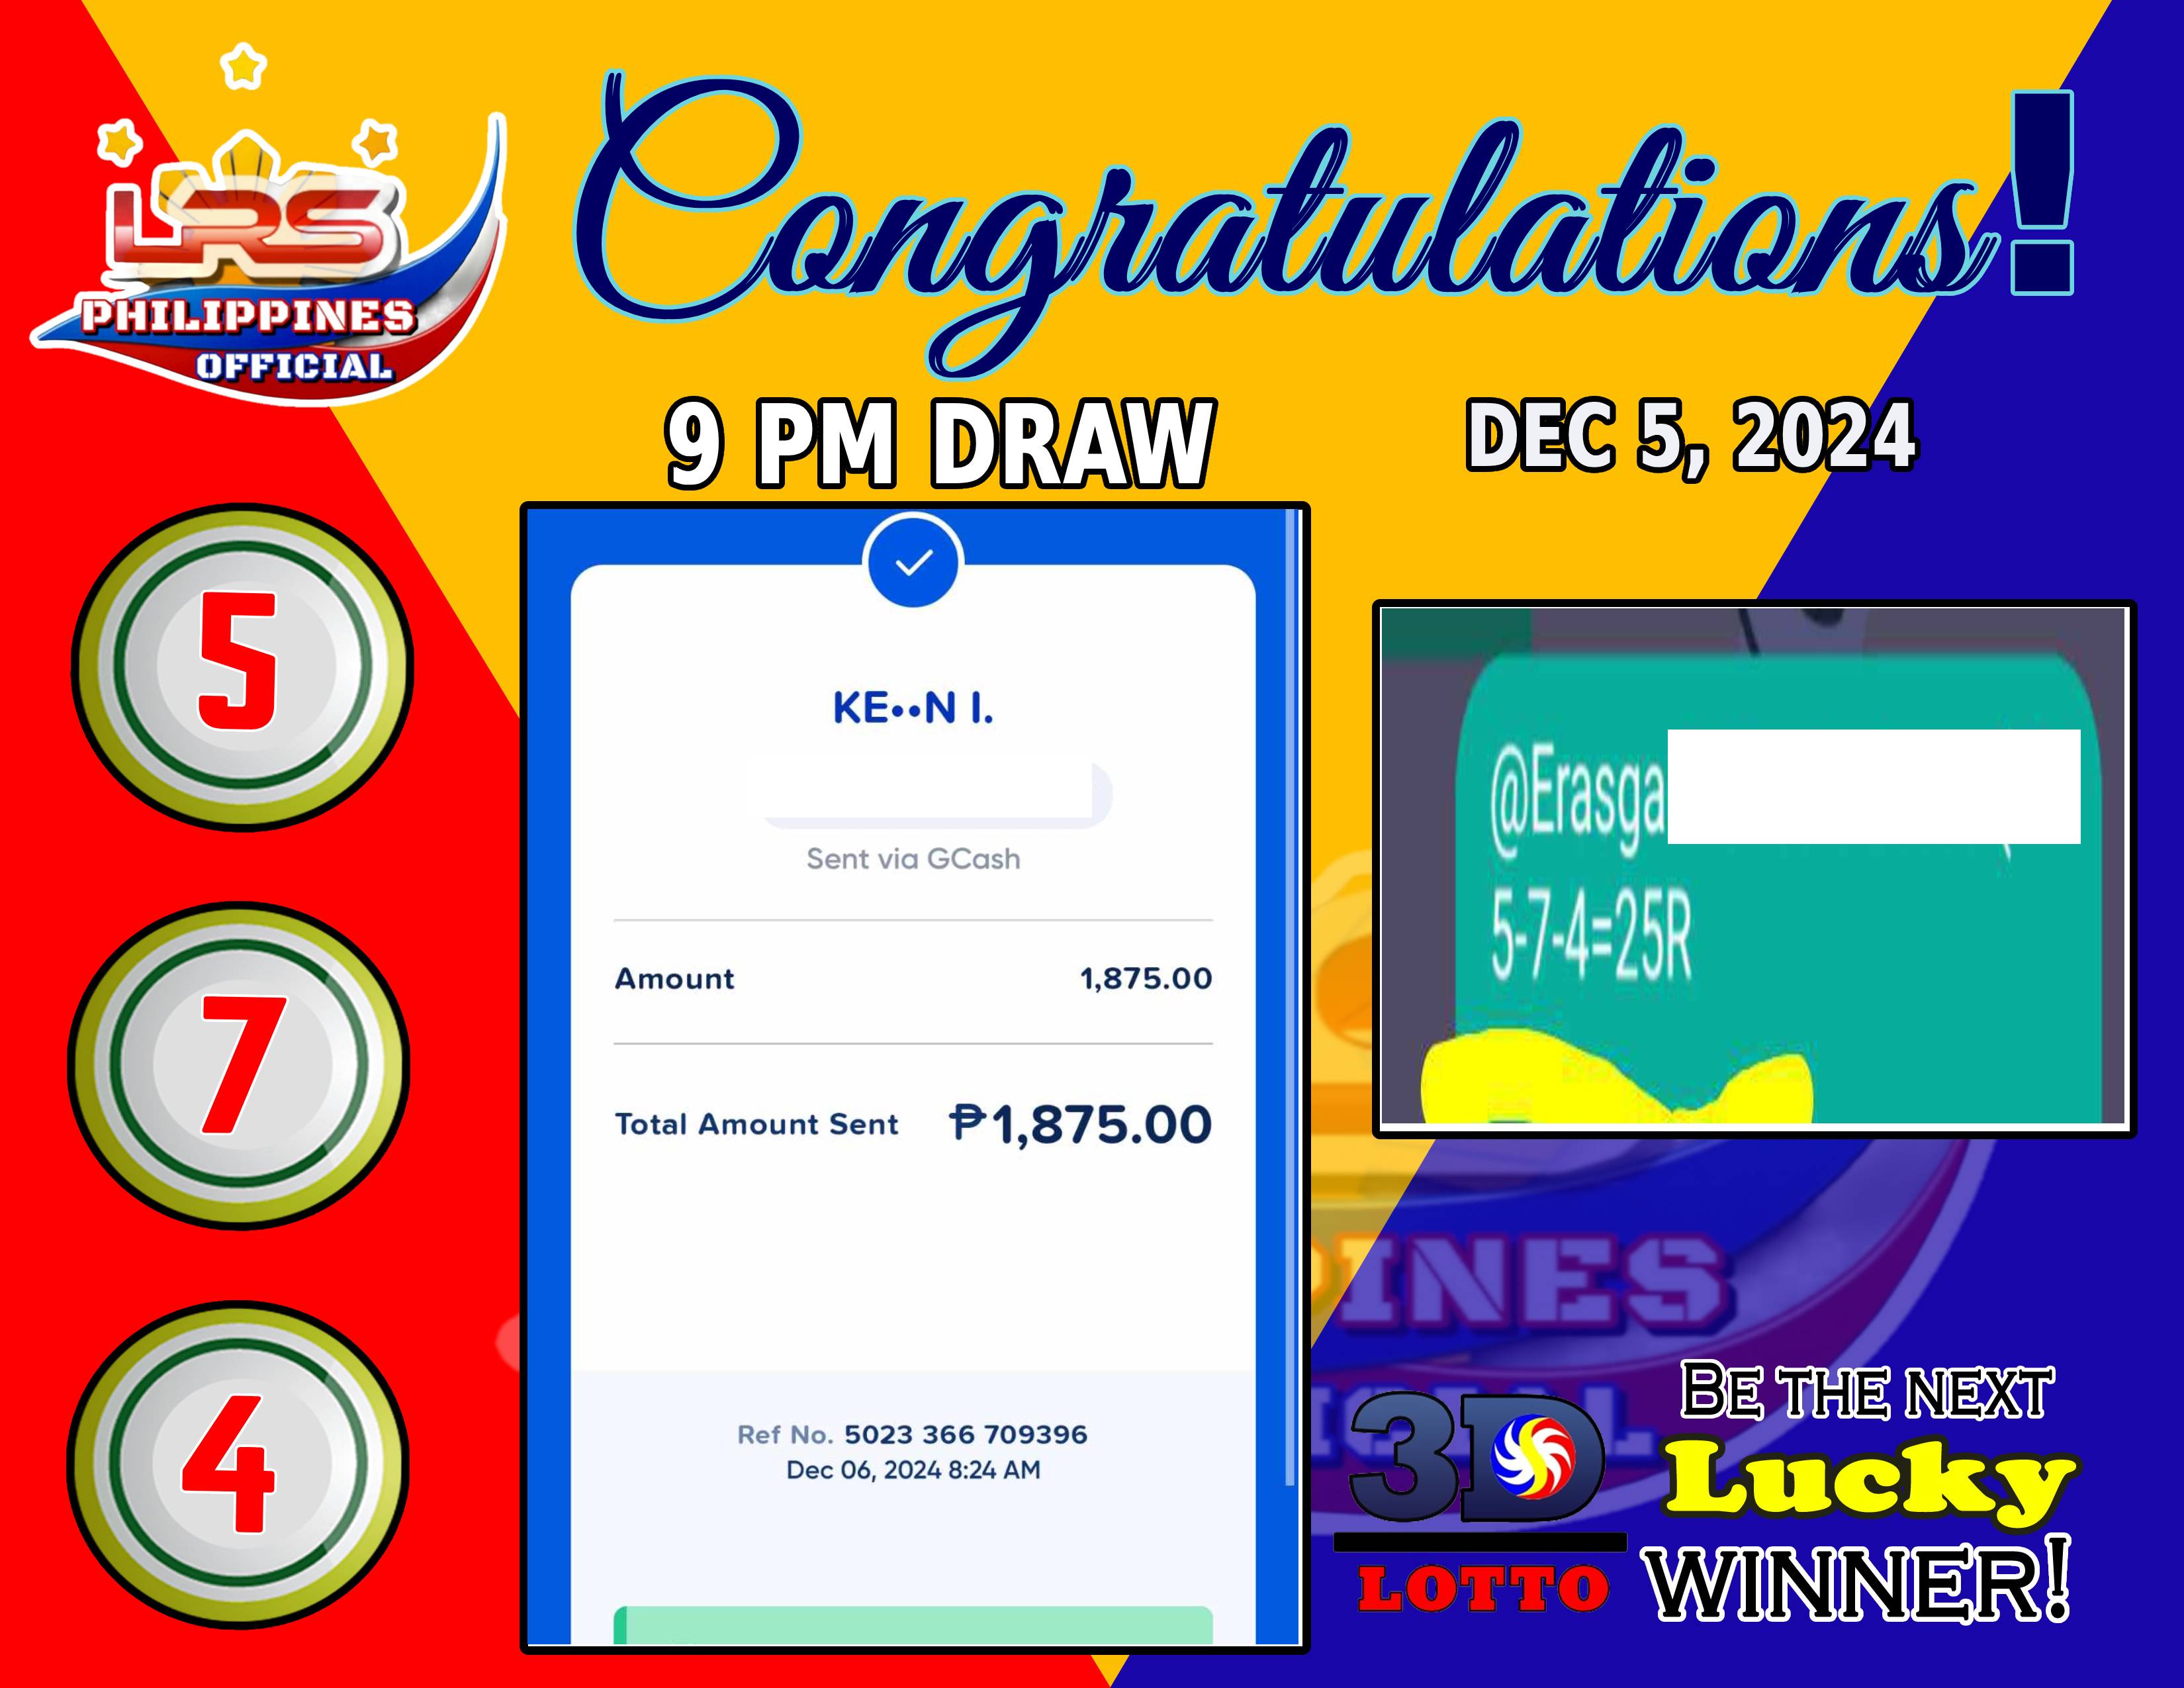 LRS
PHILIPPINES
OFFICIAL
Congratulations!
9 PM DRAW
DEC 5, 2024
5
7
4
KE••N I.
Sent via GCash
Amount 1,875.00
Total Amount Sent ₱1,875.00
Ref No. 5023 366 709396
Dec 06, 2024 8:24 AM
@Erasga
5-7-4=25R
PINES
3D
LOTTO
BE THE NEXT
Lucky
WINNER!